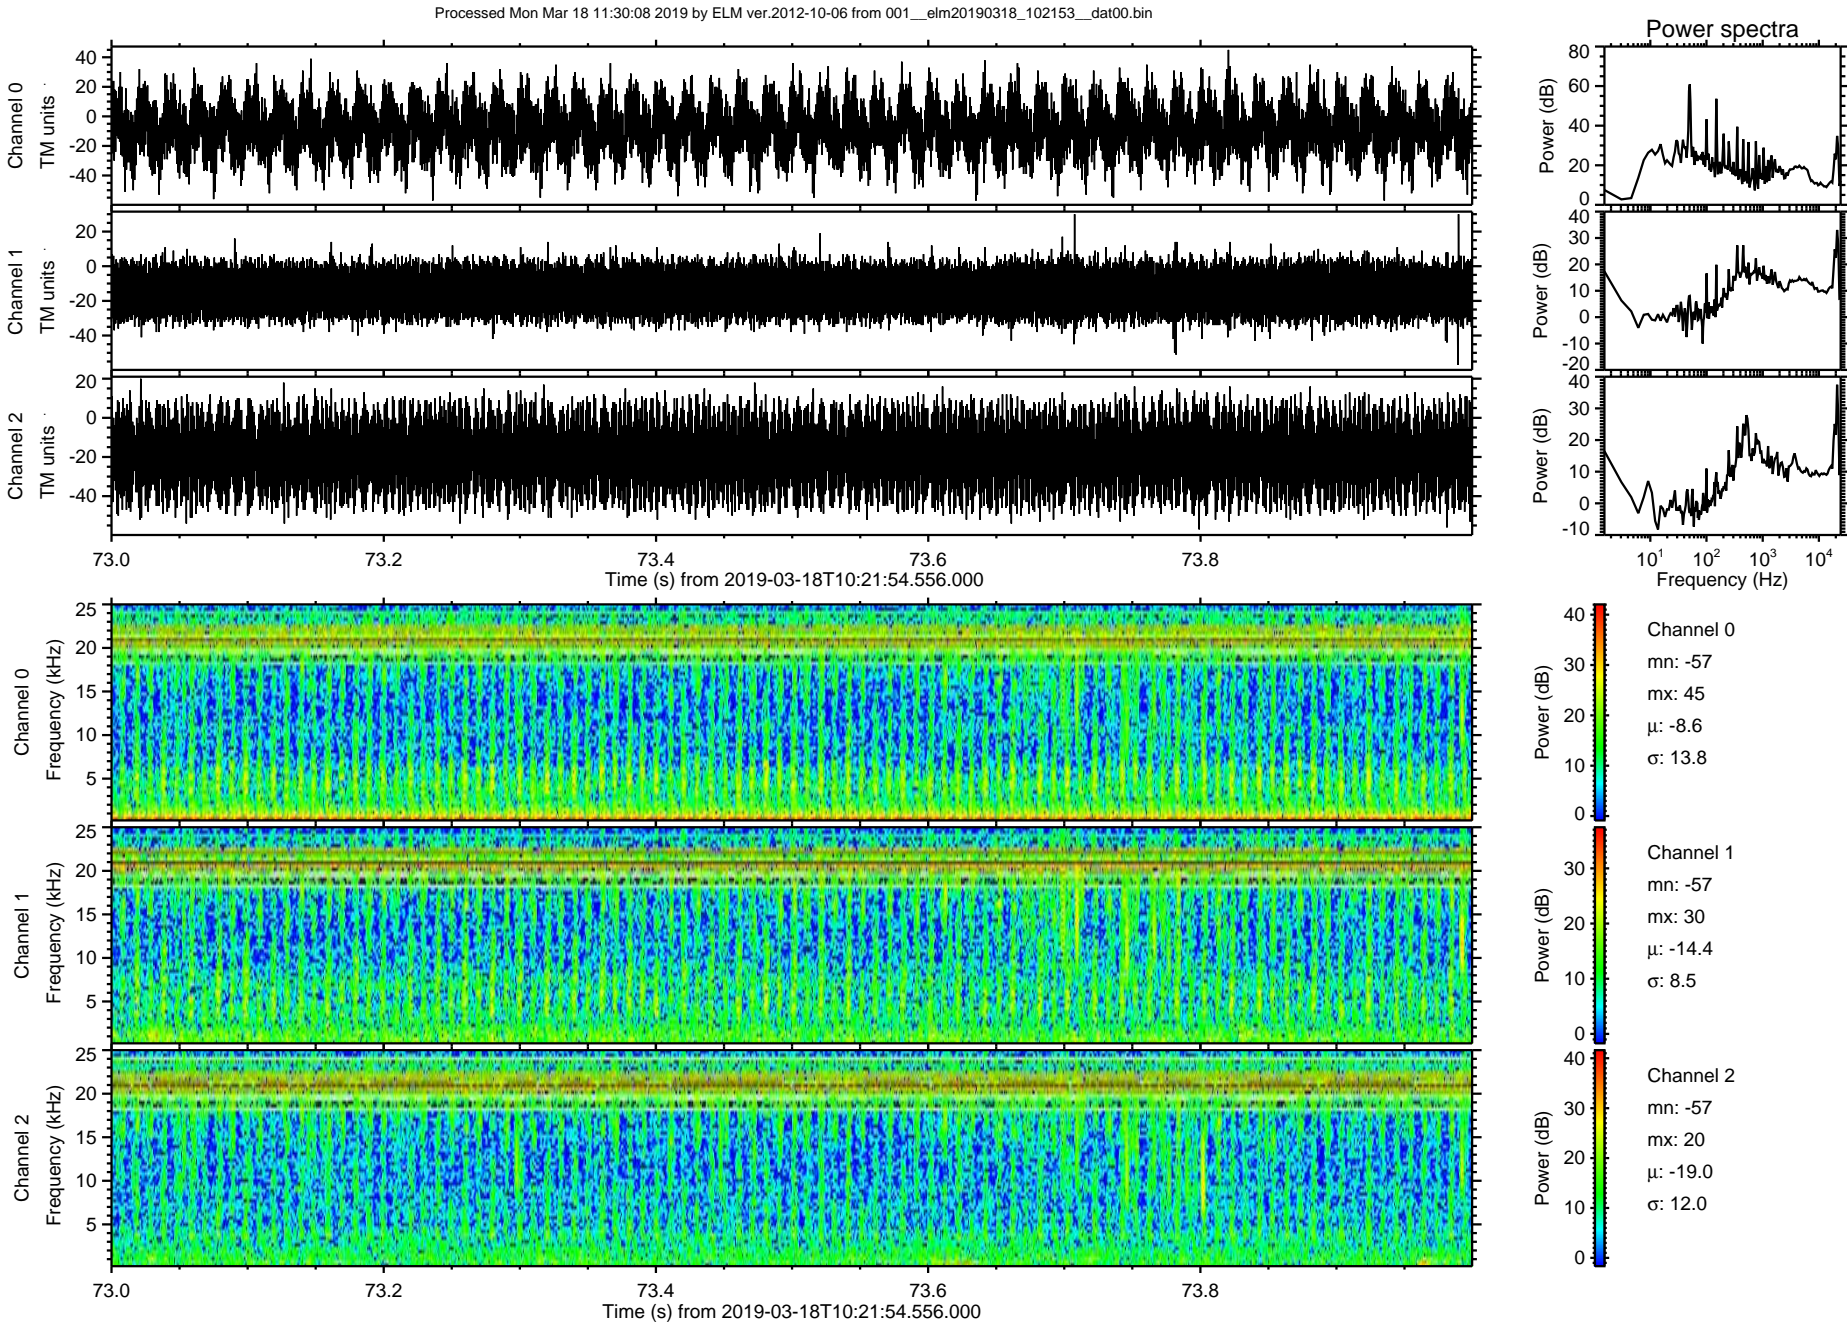 Processed Mon Mar 18 11:30:08 2019 by ELM ver.2012-10-06 from 001__elm20190318_102153__dat00.bin
Power spectra
Channel 0
TM units
40
20
0
-20
-40
Power (dB)
80
60
40
20
0
Channel 1
TM units
20
0
-20
-40
Power (dB)
40
30
20
10
0
-10
-20
Channel 2
TM units
20
0
-20
-40
Power (dB)
40
30
20
10
0
-10
73.0 73.2 73.4 73.6 73.8
Time (s) from 2019-03-18T10:21:54.556.000
10^1 10^2 10^3 10^4
Frequency (Hz)
Channel 0
Frequency (kHz)
25
20
15
10
5
Power (dB)
40
30
20
10
0
Channel 0
mn: -57
mx: 45
μ: -8.6
σ: 13.8
Channel 1
Frequency (kHz)
25
20
15
10
5
Power (dB)
30
20
10
0
Channel 1
mn: -57
mx: 30
μ: -14.4
σ: 8.5
Channel 2
Frequency (kHz)
25
20
15
10
5
Power (dB)
40
30
20
10
0
Channel 2
mn: -57
mx: 20
μ: -19.0
σ: 12.0
73.0 73.2 73.4 73.6 73.8
Time (s) from 2019-03-18T10:21:54.556.000